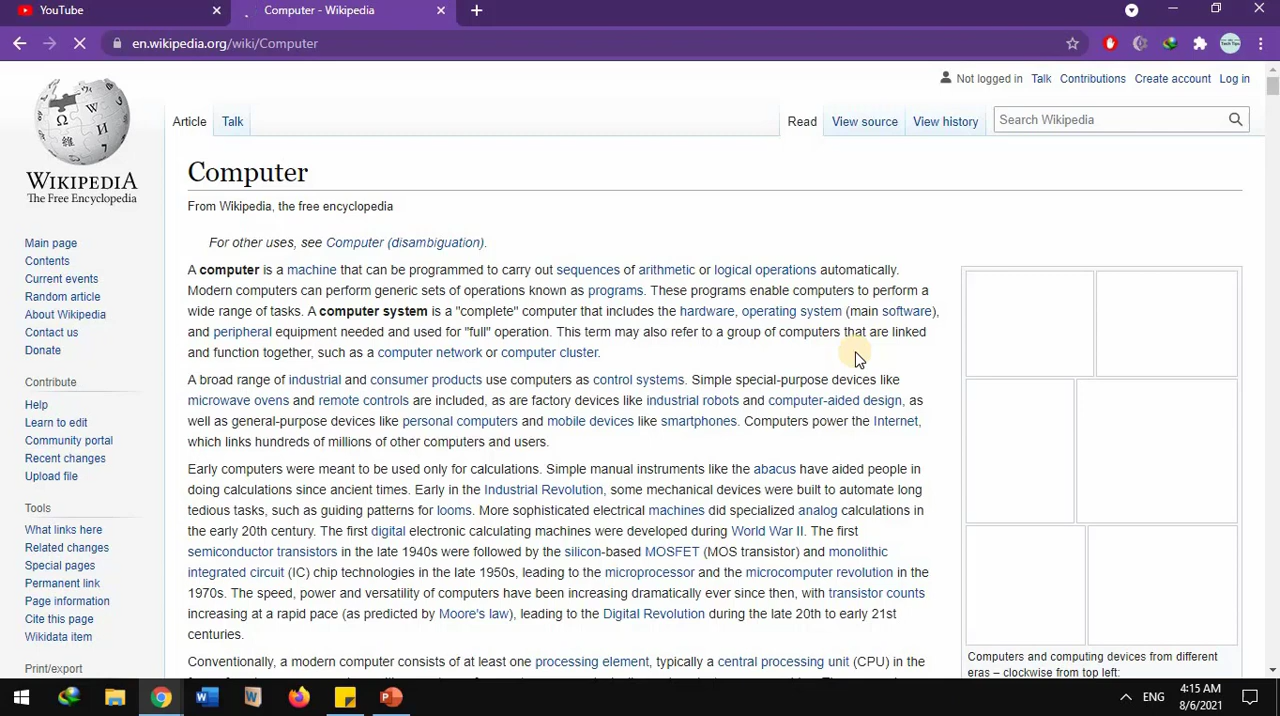 YouTube
Computer - Wikipedia
en.wikipedia.org/wiki/Computer
Not logged in Talk Contributions Create account Log in
Article Talk Read View source View history Search Wikipedia
WIKIPEDIA
The Free Encyclopedia
Main page
Contents
Current events
Random article
About Wikipedia
Contact us
Donate
Contribute
Help
Learn to edit
Community portal
Recent changes
Upload file
Tools
What links here
Related changes
Special pages
Permanent link
Page information
Cite this page
Wikidata item
Print/export
Computer
From Wikipedia, the free encyclopedia
For other uses, see Computer (disambiguation).
A computer is a machine that can be programmed to carry out sequences of arithmetic or logical operations automatically.
Modern computers can perform generic sets of operations known as programs. These programs enable computers to perform a
wide range of tasks. A computer system is a "complete" computer that includes the hardware, operating system (main software),
and peripheral equipment needed and used for "full" operation. This term may also refer to a group of computers that are linked
and function together, such as a computer network or computer cluster.
A broad range of industrial and consumer products use computers as control systems. Simple special-purpose devices like
microwave ovens and remote controls are included, as are factory devices like industrial robots and computer-aided design, as
well as general-purpose devices like personal computers and mobile devices like smartphones. Computers power the Internet,
which links hundreds of millions of other computers and users.
Early computers were meant to be used only for calculations. Simple manual instruments like the abacus have aided people in
doing calculations since ancient times. Early in the Industrial Revolution, some mechanical devices were built to automate long
tedious tasks, such as guiding patterns for looms. More sophisticated electrical machines did specialized analog calculations in
the early 20th century. The first digital electronic calculating machines were developed during World War II. The first
semiconductor transistors in the late 1940s were followed by the silicon-based MOSFET (MOS transistor) and monolithic
integrated circuit (IC) chip technologies in the late 1950s, leading to the microprocessor and the microcomputer revolution in the
1970s. The speed, power and versatility of computers have been increasing dramatically ever since then, with transistor counts
increasing at a rapid pace (as predicted by Moore's law), leading to the Digital Revolution during the late 20th to early 21st
centuries.
Conventionally, a modern computer consists of at least one processing element, typically a central processing unit (CPU) in the
Computers and computing devices from different
eras – clockwise from top left:
ENG
4:15 AM
8/6/2021